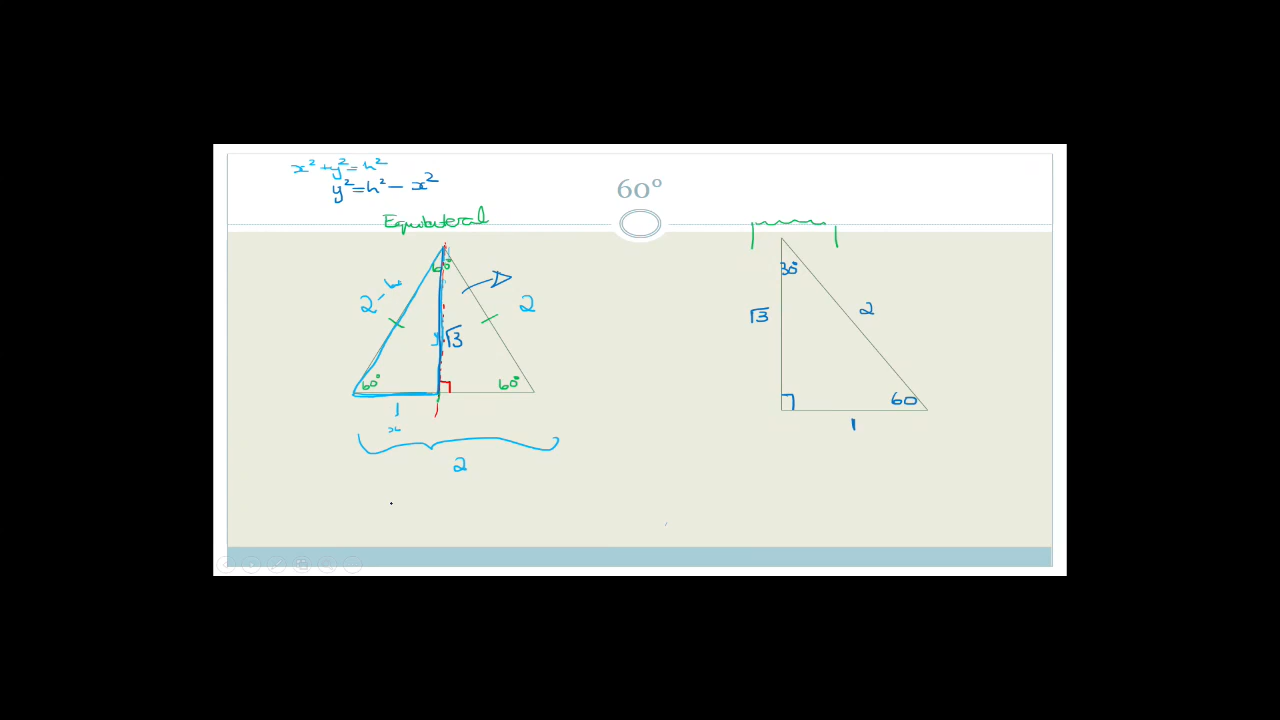 x² + y² = h²
y² = h² - x²
60°
Equilateral
60°
2
2
y
√3
60°
60°
1
x
2
30°
√3
2
60
1